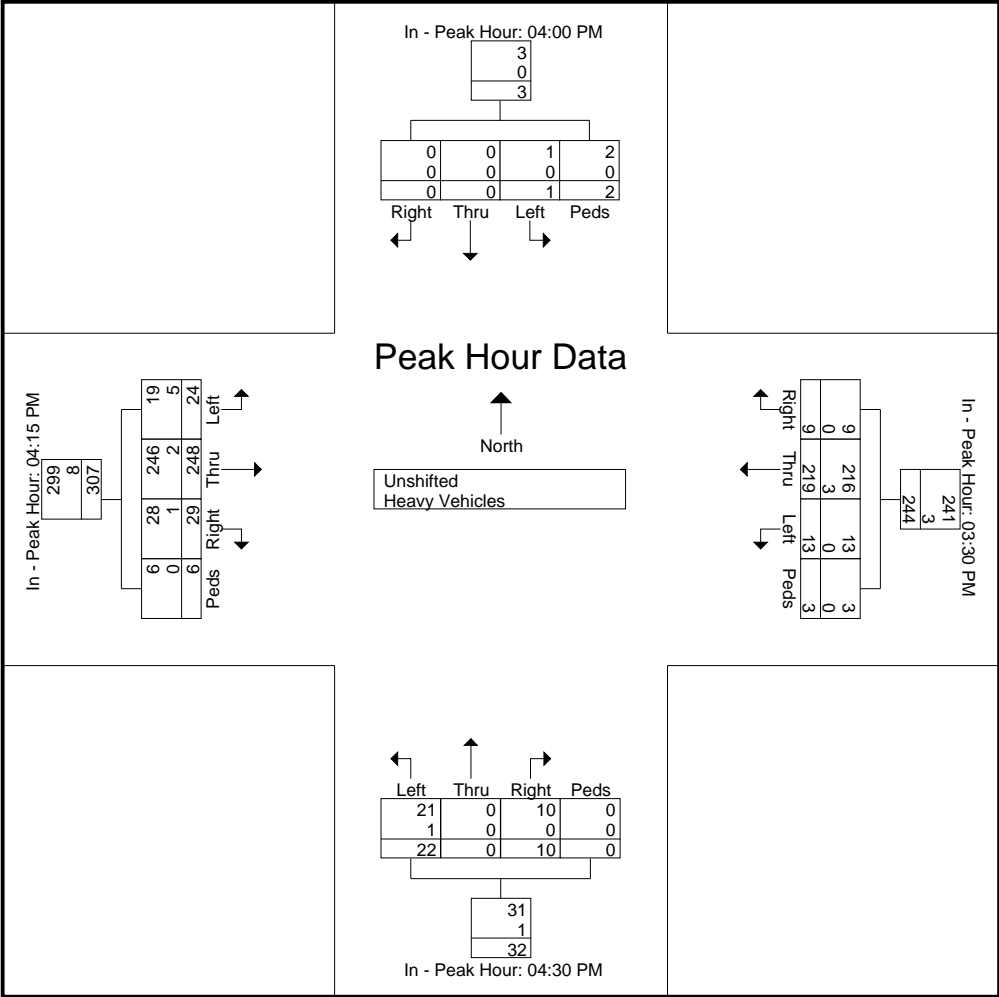 In - Peak Hour: 04:00 PM
3
0
3
0 0 1 2
0 0 0 0
0 0 1 2
Right Thru Left Peds
Peak Hour Data
North
Unshifted
Heavy Vehicles
In - Peak Hour: 04:15 PM
299
8
307
19 246 28 6
5 2 1 0
24 248 29 6
Left Thru Right Peds
In - Peak Hour: 03:30 PM
241
3
244
9 216 13 3
0 3 0 0
9 219 13 3
Right Thru Left Peds
Left Thru Right Peds
21 0 10 0
1 0 0 0
22 0 10 0
31
1
32
In - Peak Hour: 04:30 PM